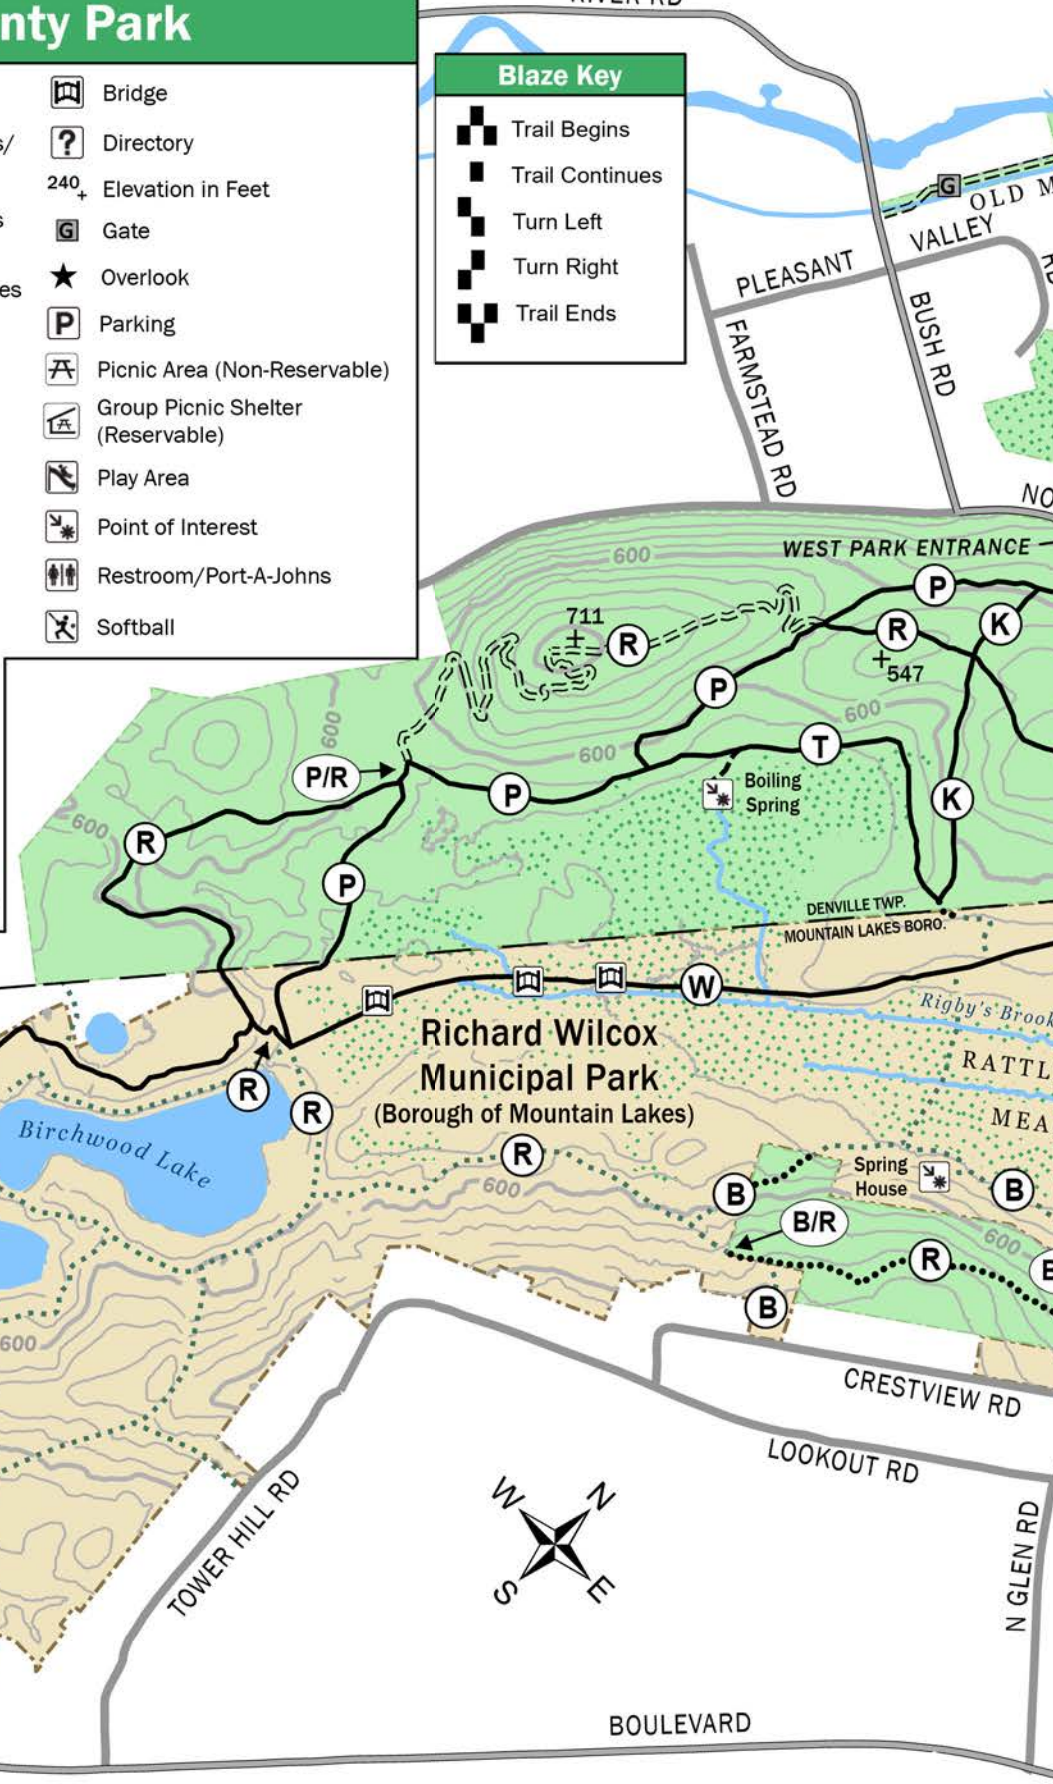 nty Park
Bridge
s/
Directory
240
Elevation in Feet
s
G
Gate
Overlook
es
P
Parking
Picnic Area (Non-Reservable)
Group Picnic Shelter
(Reservable)
Play Area
Point of Interest
Restroom/Port-A-Johns
Softball
?
Blaze Key
Trail Begins
Trail Continues
Turn Left
Turn Right
Trail Ends
G
OLD M
PLEASANT
VALLEY
BUSH RD
FARMSTEAD RD
NO
WEST PARK ENTRANCE
600
711
R
P
R
K
547
P
600
600
600
T
P/R
P
Boiling
Spring
K
600
R
P
DENVILLE TWP.
MOUNTAIN LAKES BORO.
W
Rigby's Brook
Richard Wilcox
Municipal Park
(Borough of Mountain Lakes)
RATTL
MEA
R
R
Birchwood Lake
R
600
Spring
House
B
B
B/R
600
R
B
600
CRESTVIEW RD
LOOKOUT RD
TOWER HILL RD
W
N
S
E
N GLEN RD
BOULEVARD